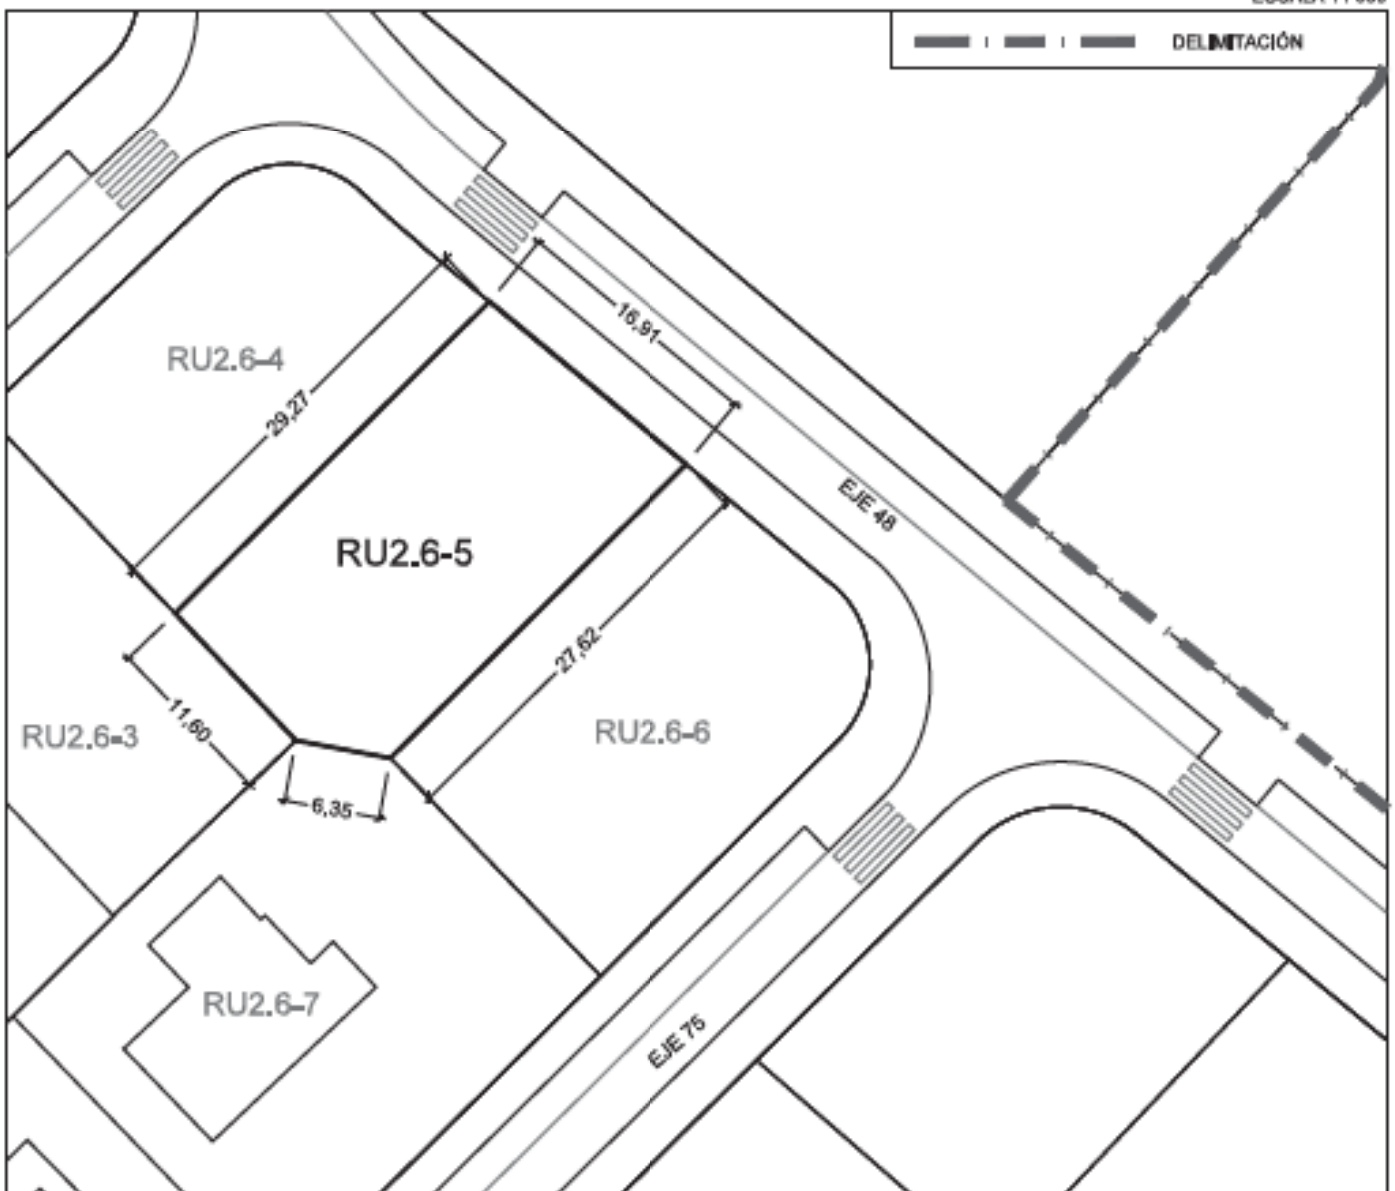 DELIMITACIÓN
16,91
RU2.6-4
29,27
EJE 48
RU2.6-5
27,62
11,60
RU2.6-3
RU2.6-6
6,35
RU2.6-7
EJE 75